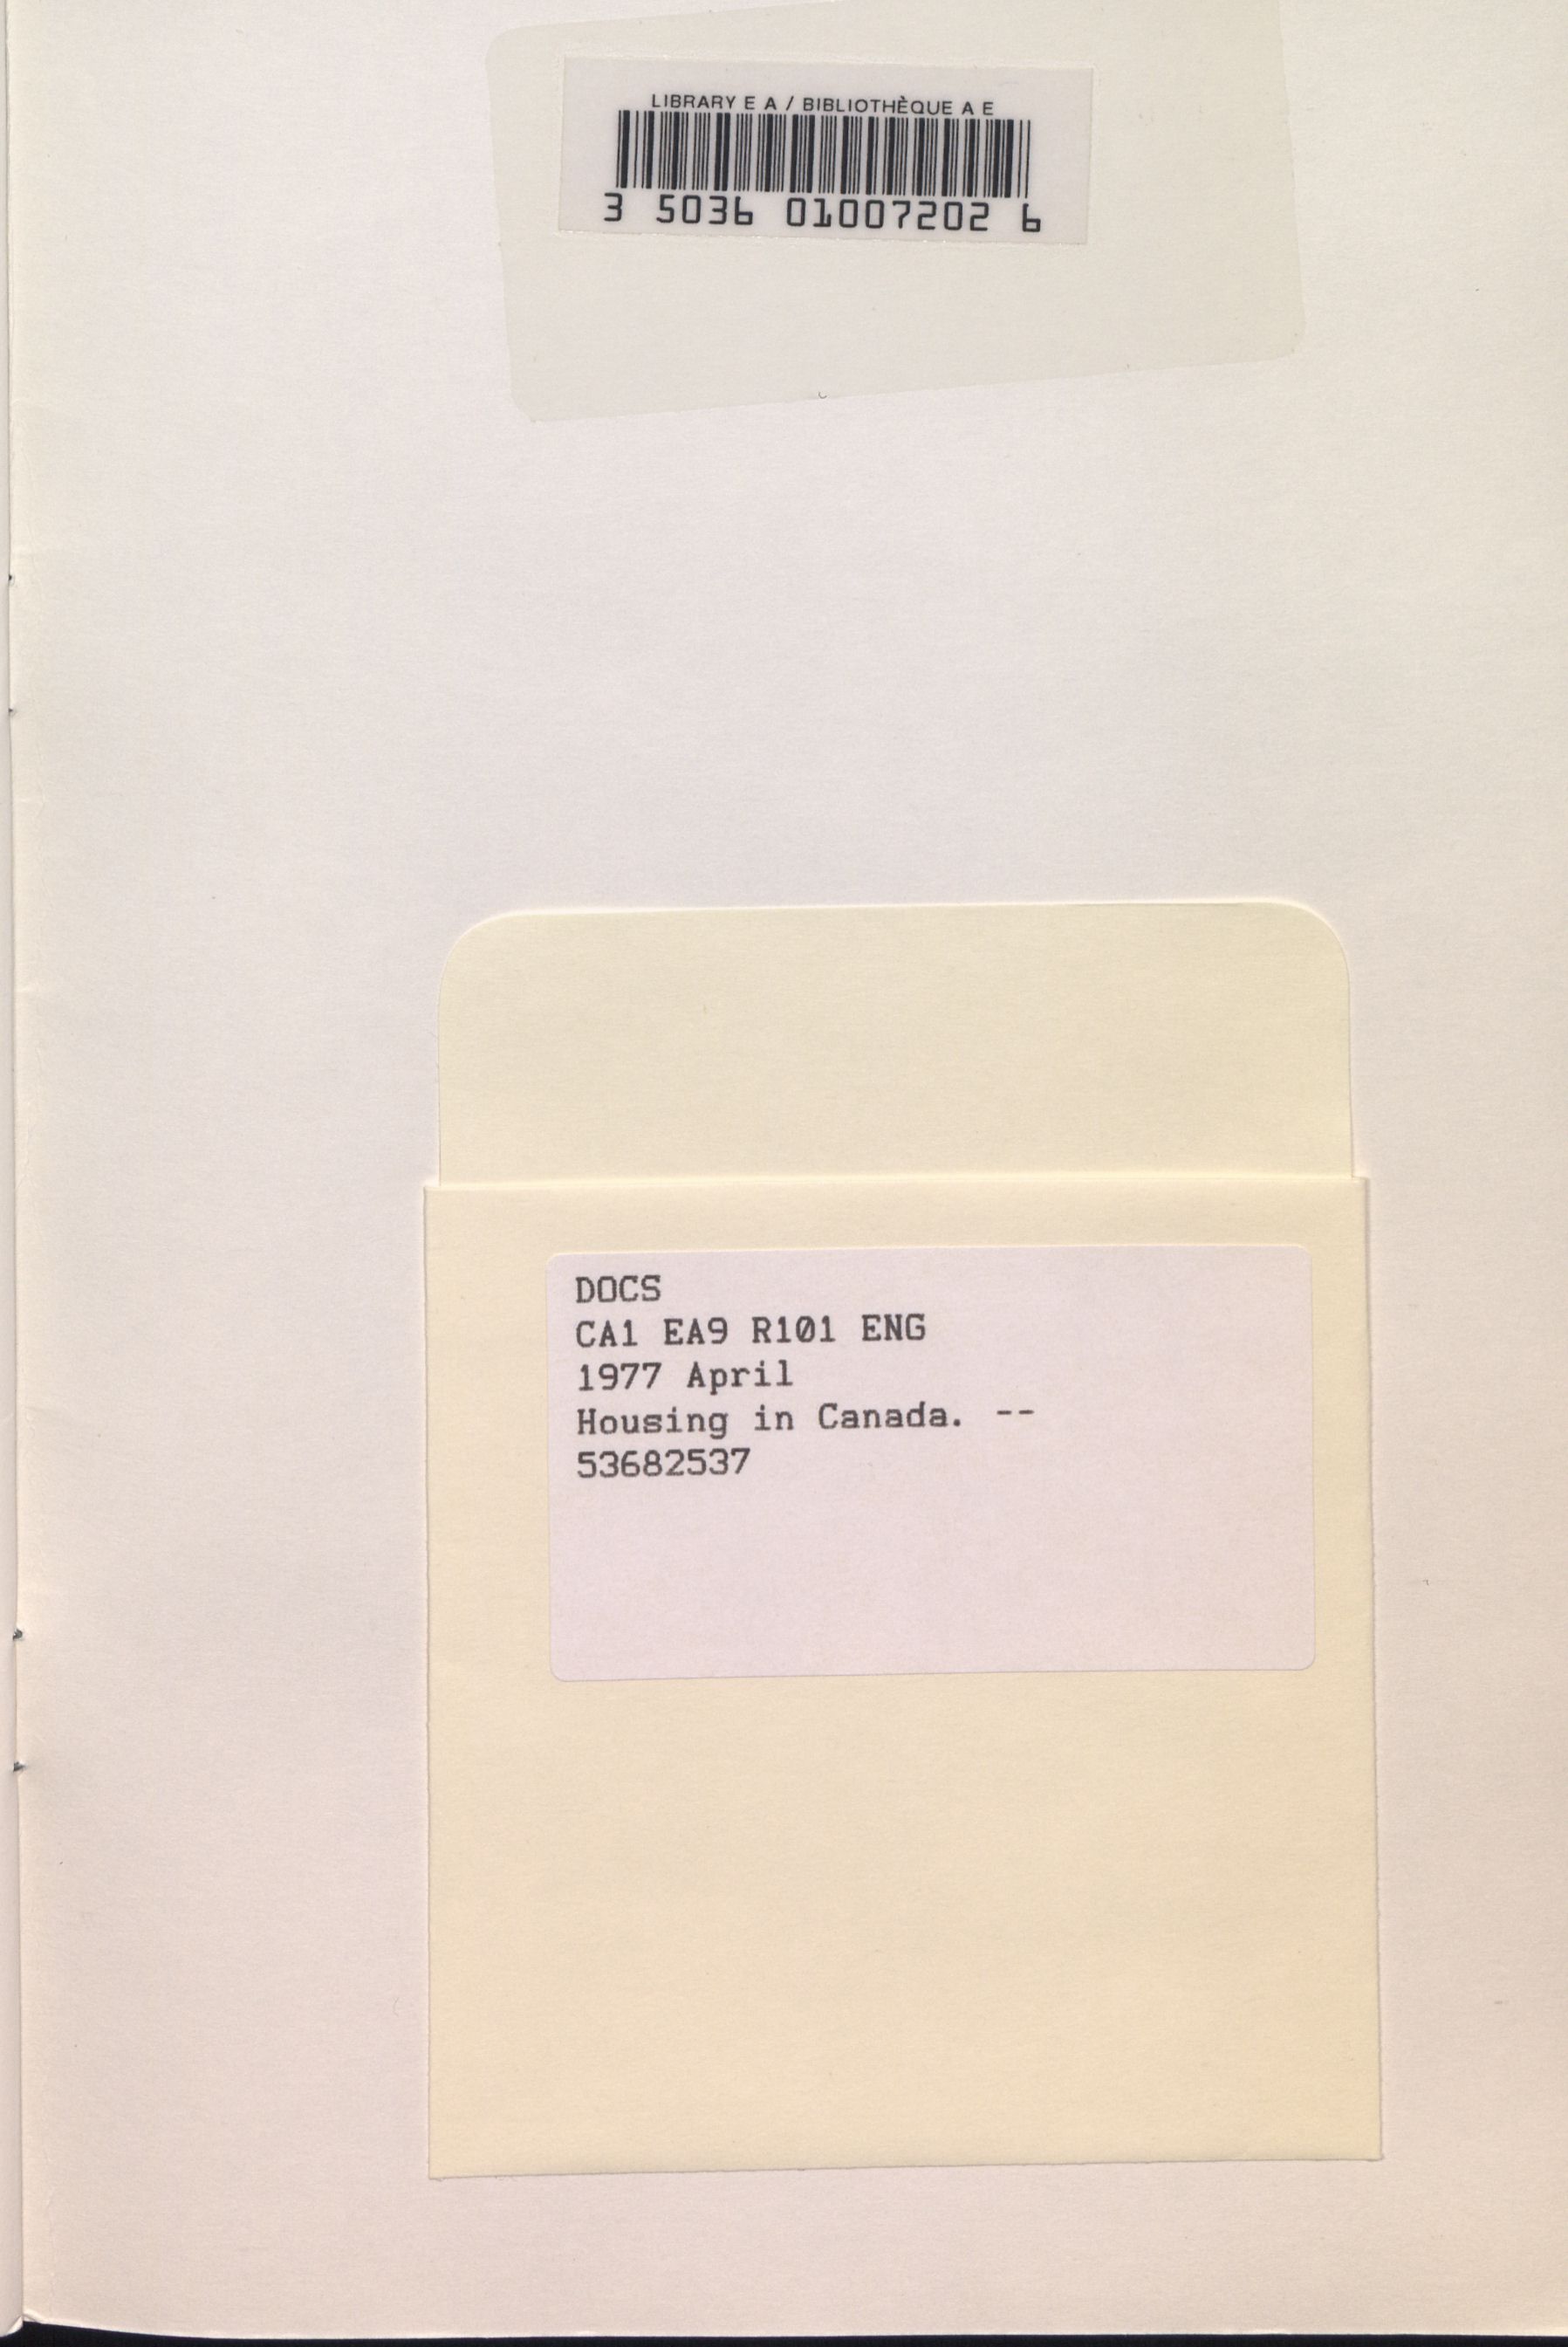 LIBRARY E A / BIBLIOTHÈQUE A E
3 5036 01007202 6
DOCS
CA1 EA9 R101 ENG
1977 April
Housing in Canada. --
53682537